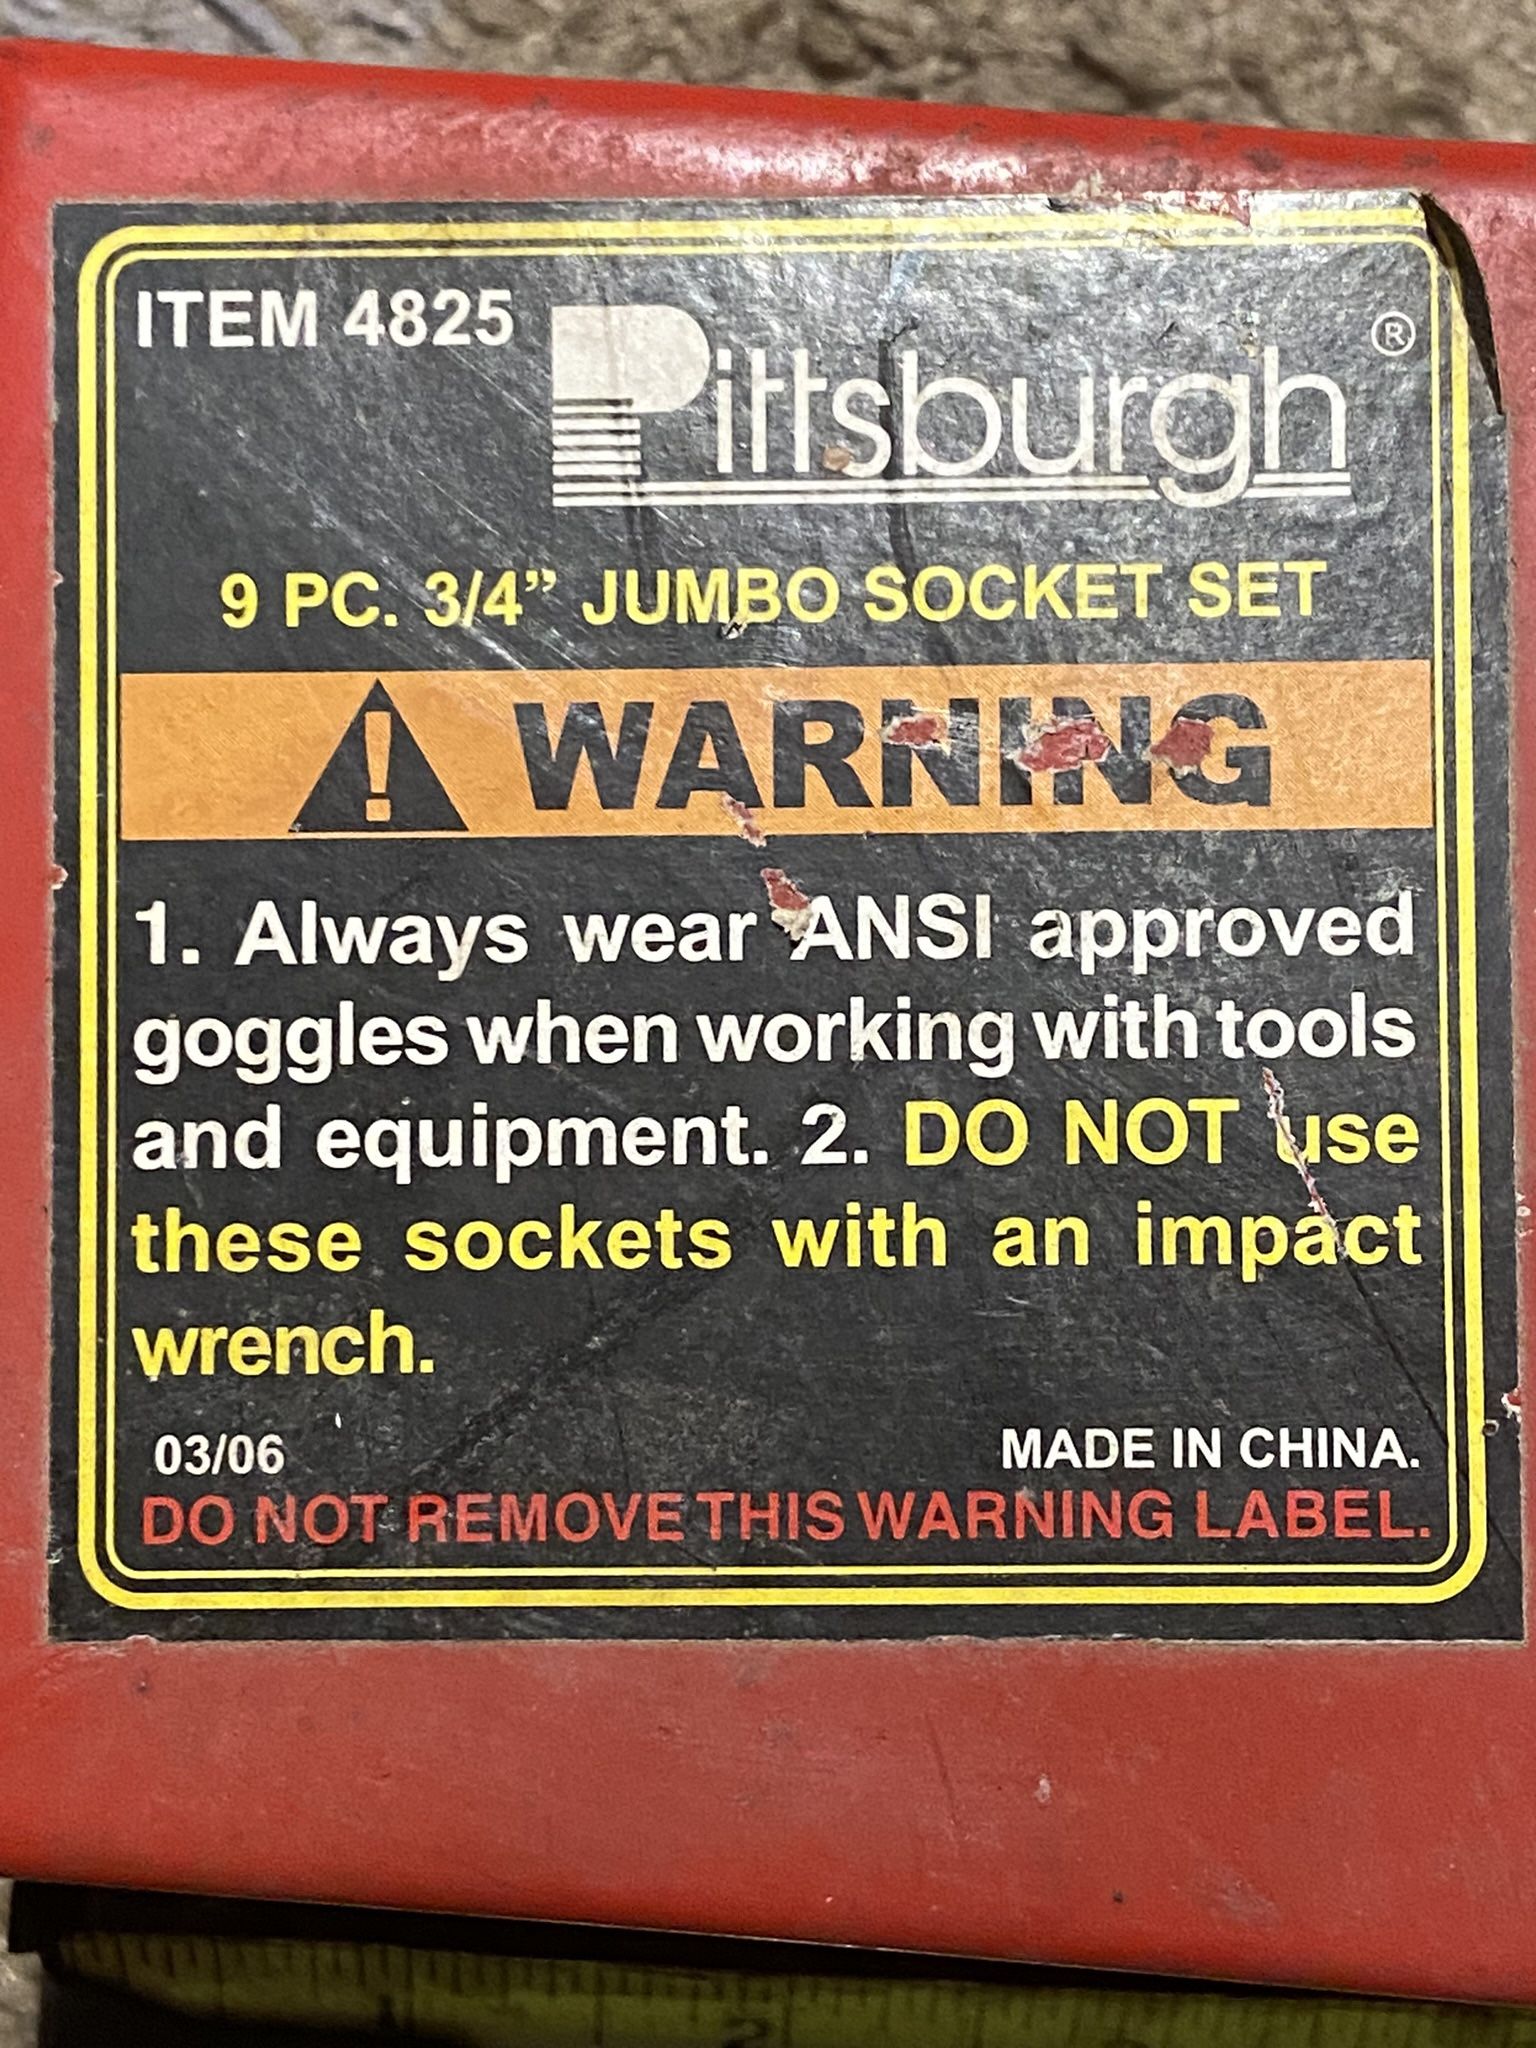 ITEM 4825
Pittsburgh ®
9 PC. 3/4” JUMBO SOCKET SET
! WARNING
1. Always wear ANSI approved
goggles when working with tools
and equipment. 2. DO NOT use
these sockets with an impact
wrench.
03/06 MADE IN CHINA.
DO NOT REMOVE THIS WARNING LABEL.
1 2